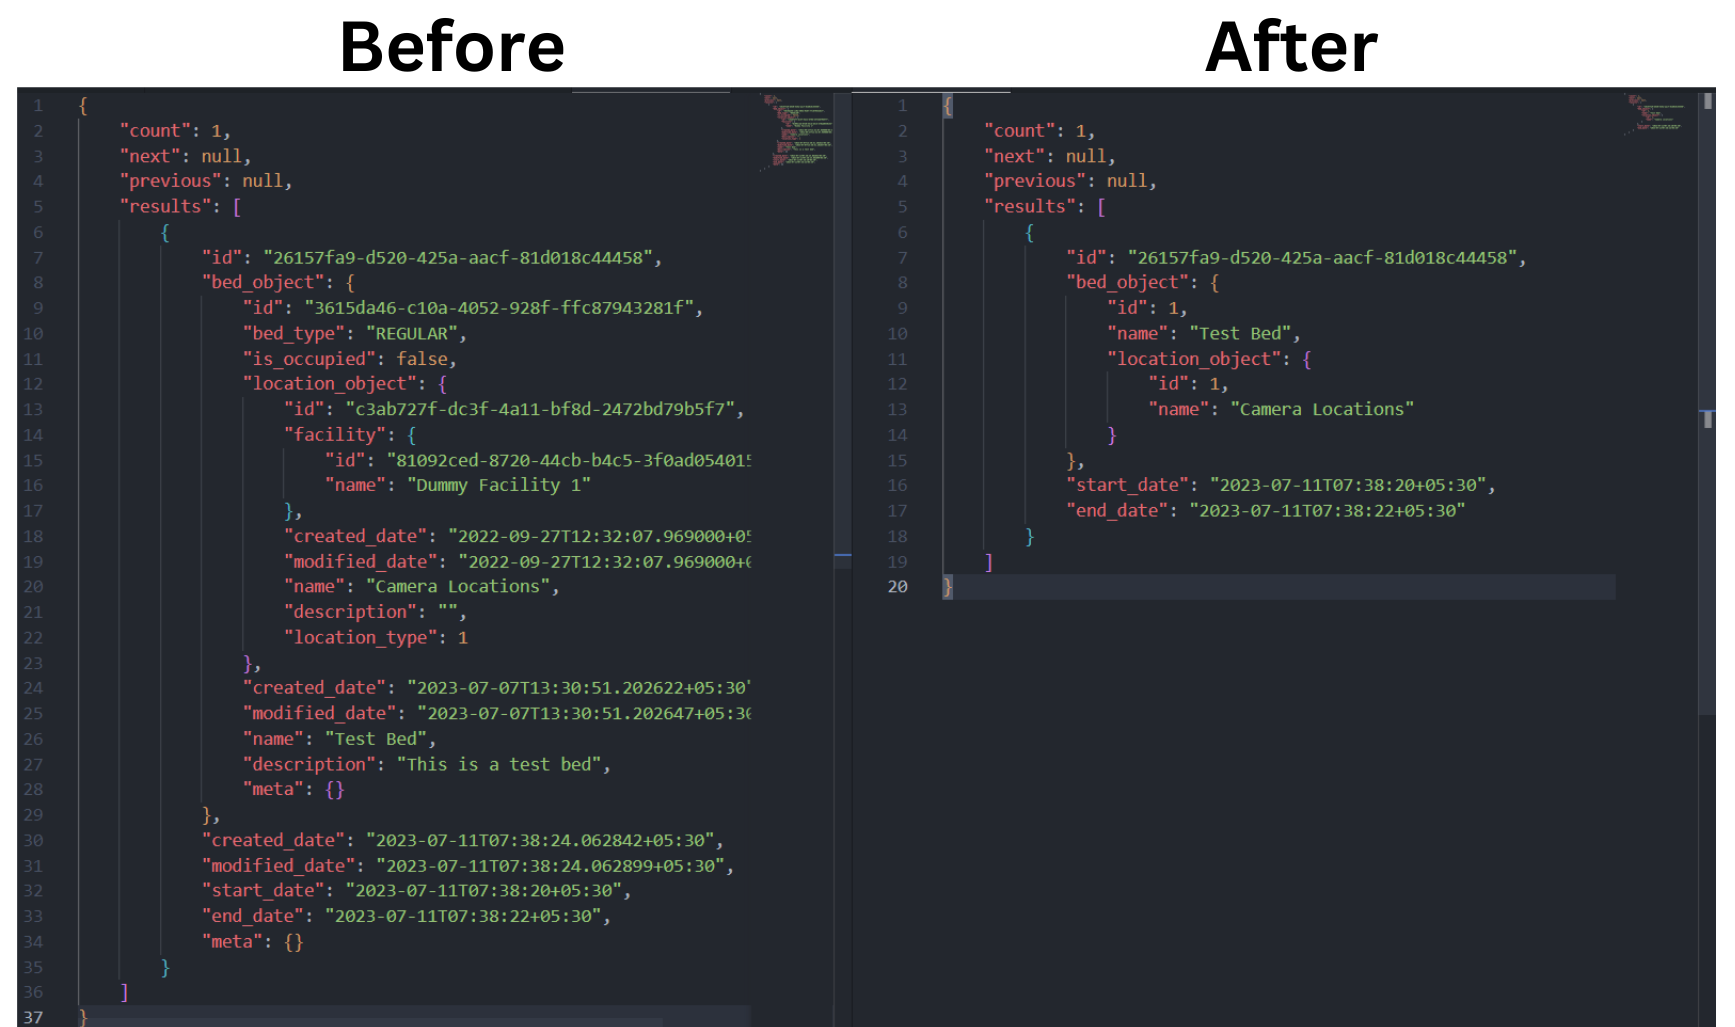 Before
1 {
2 "count": 1,
3 "next": null,
4 "previous": null,
5 "results": [
6 {
7 "id": "26157fa9-d520-425a-aacf-81d018c44458",
8 "bed_object": {
9 "id": "3615da46-c10a-4052-928f-ffc87943281f",
10 "bed_type": "REGULAR",
11 "is_occupied": false,
12 "location_object": {
13 "id": "c3ab727f-dc3f-4a11-bf8d-2472bd79b5f7",
14 "facility": {
15 "id": "81092ced-8720-44cb-b4c5-3f0ad054015
16 "name": "Dummy Facility 1"
17 },
18 "created_date": "2022-09-27T12:32:07.969000+05
19 "modified_date": "2022-09-27T12:32:07.969000+0
20 "name": "Camera Locations",
21 "description": "",
22 "location_type": 1
23 },
24 "created_date": "2023-07-07T13:30:51.202622+05:30"
25 "modified_date": "2023-07-07T13:30:51.202647+05:30
26 "name": "Test Bed",
27 "description": "This is a test bed",
28 "meta": {}
29 },
30 "created_date": "2023-07-11T07:38:24.062842+05:30",
31 "modified_date": "2023-07-11T07:38:24.062899+05:30",
32 "start_date": "2023-07-11T07:38:20+05:30",
33 "end_date": "2023-07-11T07:38:22+05:30",
34 "meta": {}
35 }
36 ]
37 }
After
1 {
2 "count": 1,
3 "next": null,
4 "previous": null,
5 "results": [
6 {
7 "id": "26157fa9-d520-425a-aacf-81d018c44458",
8 "bed_object": {
9 "id": 1,
10 "name": "Test Bed",
11 "location_object": {
12 "id": 1,
13 "name": "Camera Locations"
14 }
15 },
16 "start_date": "2023-07-11T07:38:20+05:30",
17 "end_date": "2023-07-11T07:38:22+05:30"
18 }
19 ]
20 }